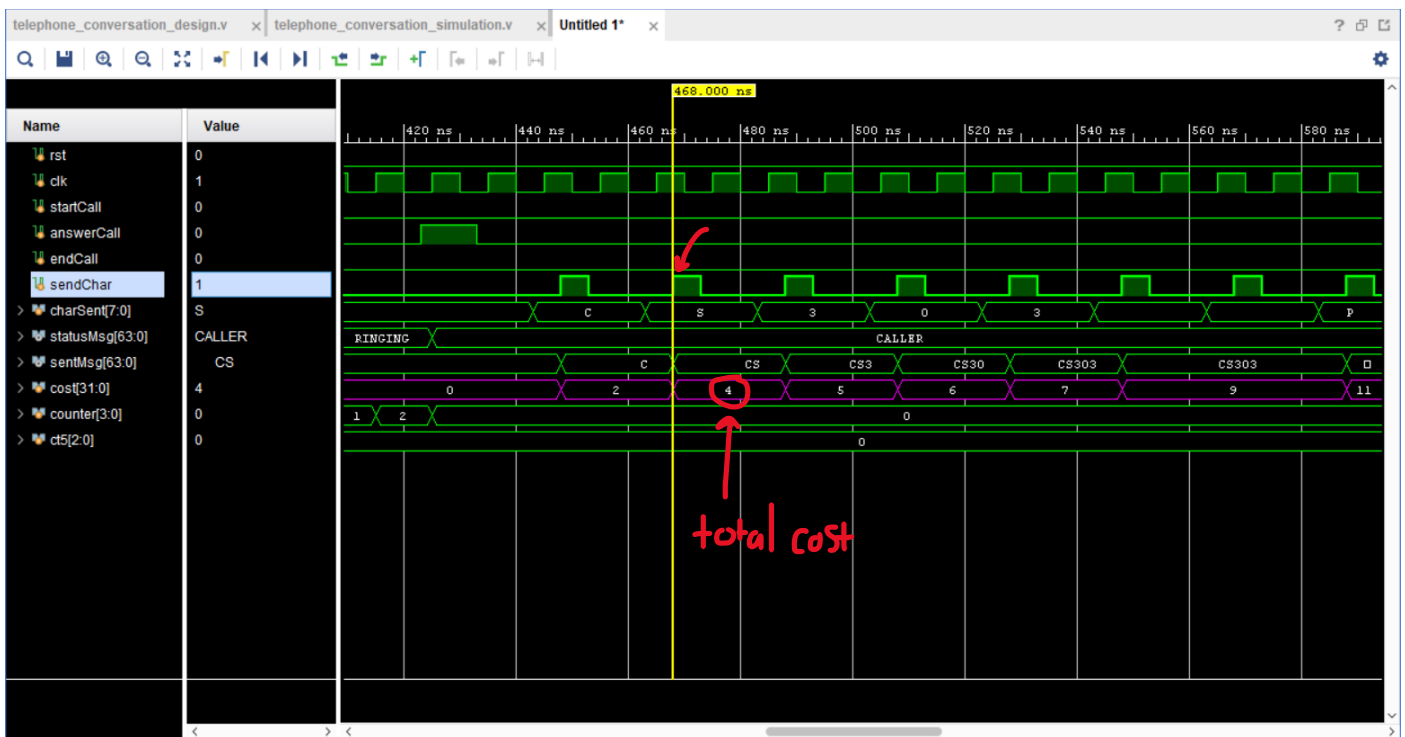 telephone_conversation_design.v × telephone_conversation_simulation.v × Untitled 1* ×
468.000 ns
Name Value
420 ns 440 ns 460 ns 480 ns 500 ns 520 ns 540 ns 560 ns 580 ns
rst 0
clk 1
startCall 0
answerCall 0
endCall 0
sendChar 1
charSent[7:0] S C S 3 0 3 P
statusMsg[63:0] CALLER RINGING CALLER
sentMsg[63:0] CS C CS CS3 CS30 CS303 CS303
cost[31:0] 4 0 2 4 5 6 7 9 11
counter[3:0] 0 1 2 0
ct5[2:0] 0 0
total cost